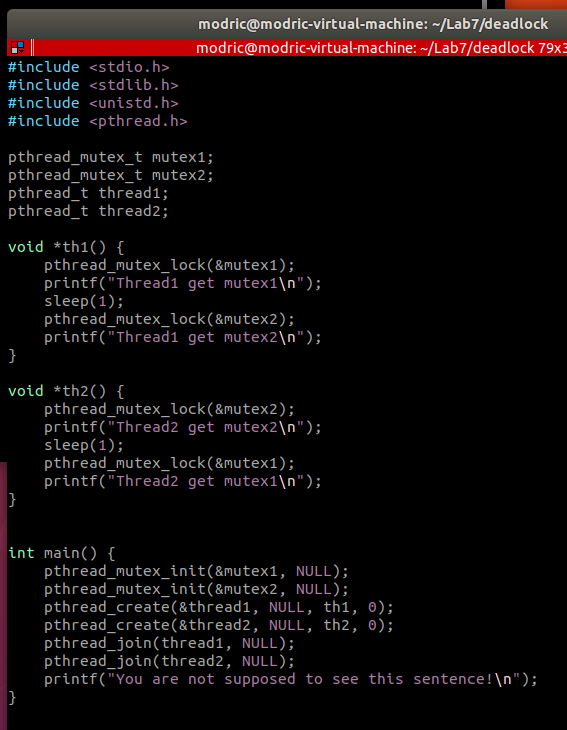 modric@modric-virtual-machine: ~/Lab7/deadlock
modric@modric-virtual-machine: ~/Lab7/deadlock 79x3
#include <stdio.h>
#include <stdlib.h>
#include <unistd.h>
#include <pthread.h>

pthread_mutex_t mutex1;
pthread_mutex_t mutex2;
pthread_t thread1;
pthread_t thread2;

void *th1() {
    pthread_mutex_lock(&mutex1);
    printf("Thread1 get mutex1\n");
    sleep(1);
    pthread_mutex_lock(&mutex2);
    printf("Thread1 get mutex2\n");
}

void *th2() {
    pthread_mutex_lock(&mutex2);
    printf("Thread2 get mutex2\n");
    sleep(1);
    pthread_mutex_lock(&mutex1);
    printf("Thread2 get mutex1\n");
}

int main() {
    pthread_mutex_init(&mutex1, NULL);
    pthread_mutex_init(&mutex2, NULL);
    pthread_create(&thread1, NULL, th1, 0);
    pthread_create(&thread2, NULL, th2, 0);
    pthread_join(thread1, NULL);
    pthread_join(thread2, NULL);
    printf("You are not supposed to see this sentence!\n");
}